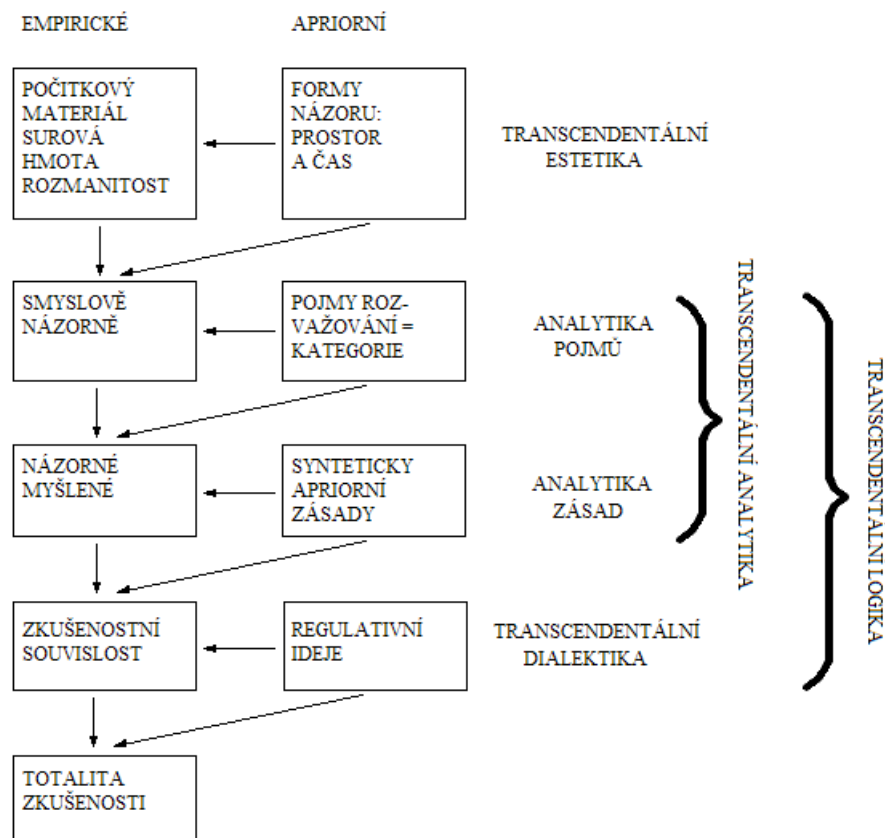 EMPIRICKÉ
APRIORNÍ
POČITKOVÝ
MATERIÁL
SUROVÁ
HMOTA
ROZMANITOST
FORMY
NÁZORU:
PROSTOR
A ČAS
TRANSCENDENTÁLNÍ
ESTETIKA
SMYSLOVĚ
NÁZORNĚ
POJMY ROZ-
VAŽOVÁNÍ =
KATEGORIE
ANALYTIKA
POJMŮ
NÁZORNÉ
MYŠLENÉ
SYNTETICKY
APRIORNÍ
ZÁSADY
ANALYTIKA
ZÁSAD
TRANSCENDENTÁLNÍ ANALYTIKA
TRANSCENDENTÁLNÍ LOGIKA
ZKUŠENOSTNÍ
SOUVISLOST
REGULATIVNÍ
IDEJE
TRANSCENDENTÁLNÍ
DIALEKTIKA
TOTALITA
ZKUŠENOSTI